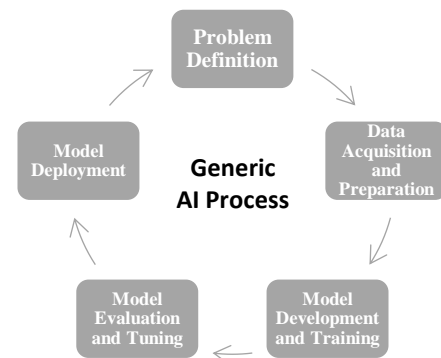 Problem
Definition
Data
Acquisition
and
Preparation
Model
Development
and Training
Model
Evaluation
and Tuning
Model
Deployment
Generic
AI Process